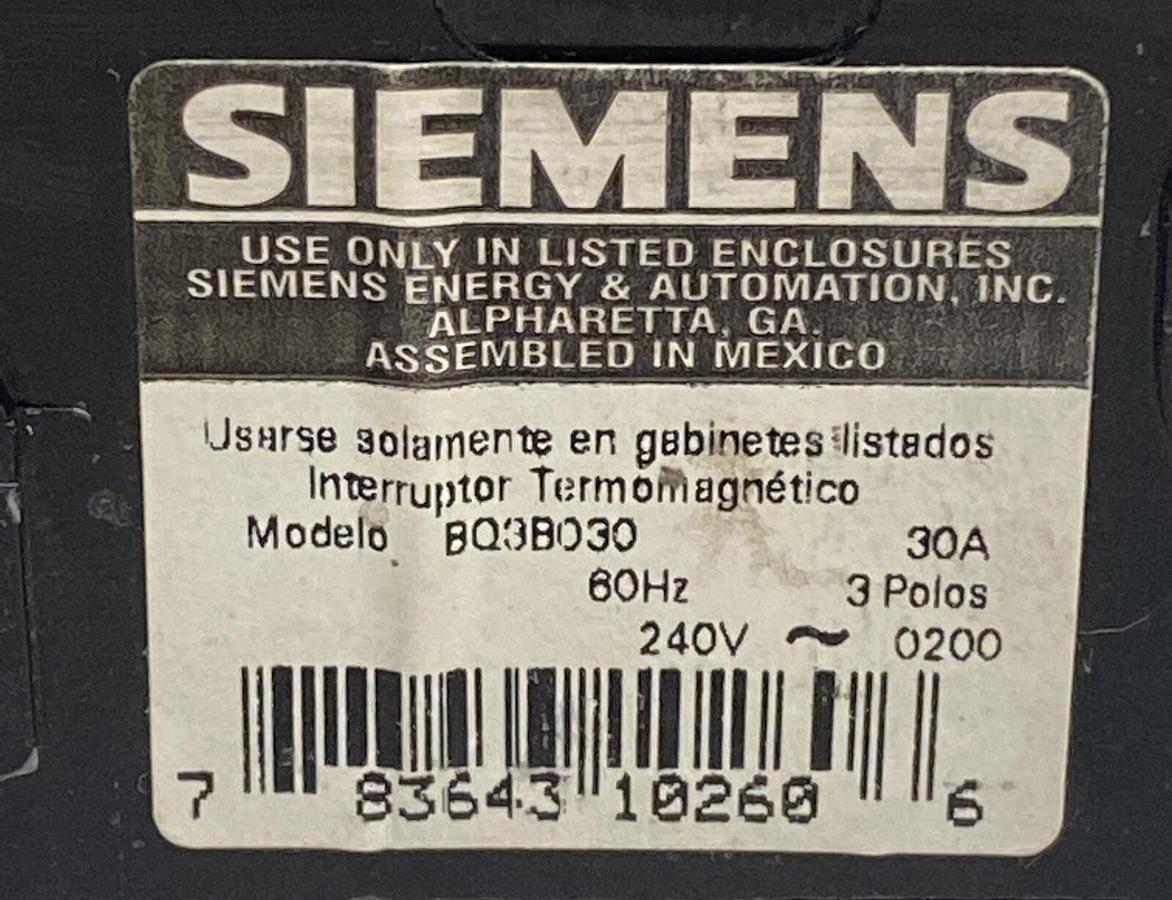 SIEMENS
USE ONLY IN LISTED ENCLOSURES
SIEMENS ENERGY & AUTOMATION, INC.
ALPHARETTA, GA.
ASSEMBLED IN MEXICO
Usarse solamente en gabinetes listados
Interruptor Termomagnético
Modelo BQ3B030 30A
60Hz 3 Polos
240V ~ 0200
7 83643 10260 6